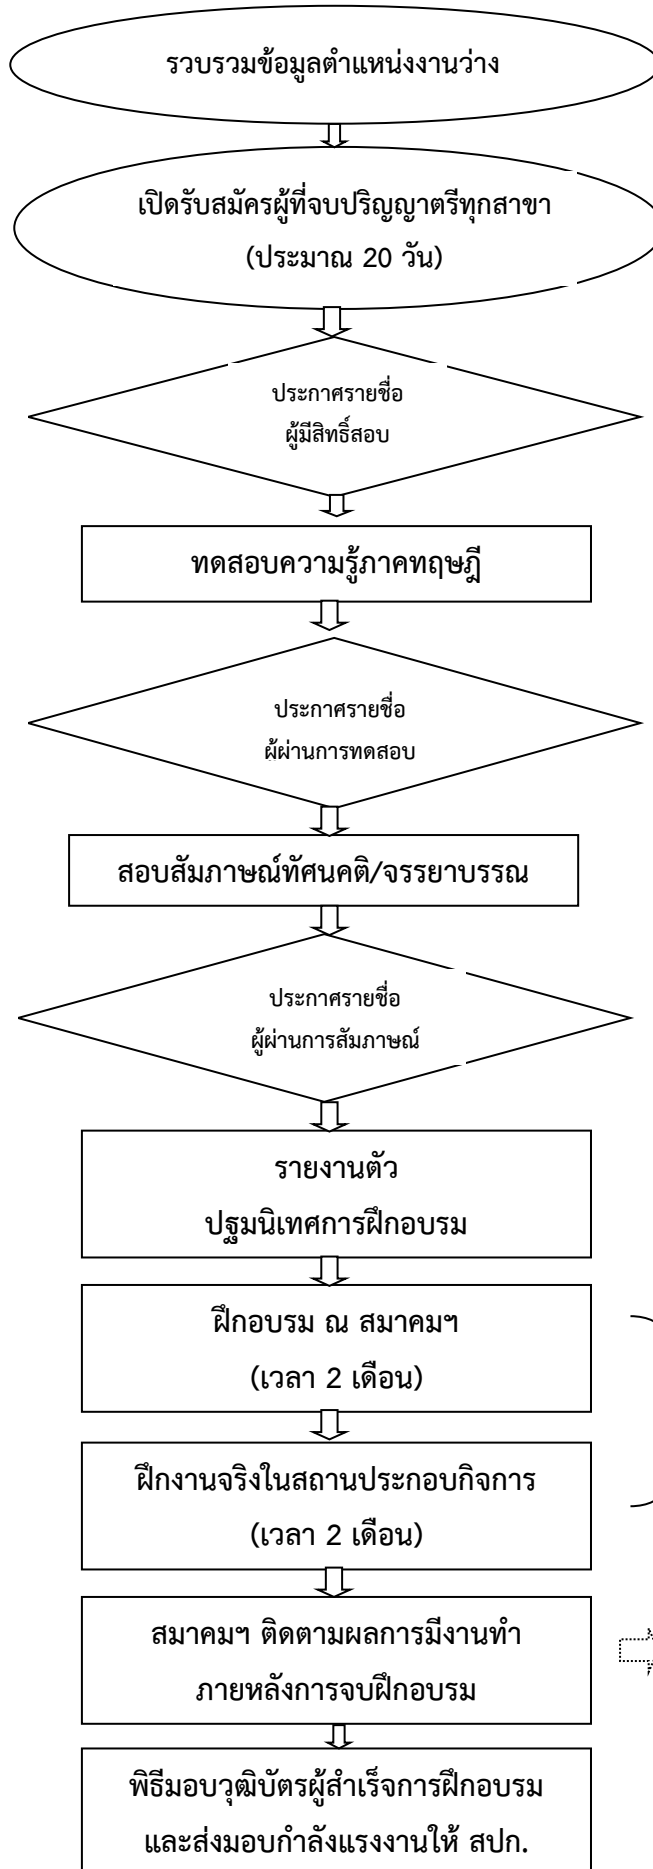 รวบรวมข้อมูลตำแหน่งงานว่าง
เปิดรับสมัครผู้ที่จบปริญญาตรีทุกสาขา
(ประมาณ 20 วัน)
ประกาศรายชื่อ
ผู้มีสิทธิ์สอบ
ทดสอบความรู้ภาคทฤษฎี
ประกาศรายชื่อ
ผู้ผ่านการทดสอบ
สอบสัมภาษณ์ทัศนคติ/จรรยาบรรณ
ประกาศรายชื่อ
ผู้ผ่านการสัมภาษณ์
รายงานตัว
ปฐมนิเทศการฝึกอบรม
ฝึกอบรม ณ สมาคมฯ
(เวลา 2 เดือน)
ฝึกงานจริงในสถานประกอบกิจการ
(เวลา 2 เดือน)
สมาคมฯ ติดตามผลการมีงานทำ
ภายหลังการจบฝึกอบรม
พิธีมอบวุฒิบัตรผู้สำเร็จการฝึกอบรม
และส่งมอบกำลังแรงงานให้ สปก.